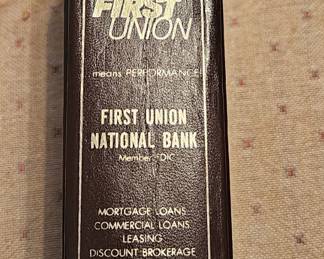 FIRST
UNION
means PERFORMANCE!
FIRST UNION
NATIONAL BANK
Member FDIC
MORTGAGE LOANS
COMMERCIAL LOANS
LEASING
DISCOUNT BROKERAGE